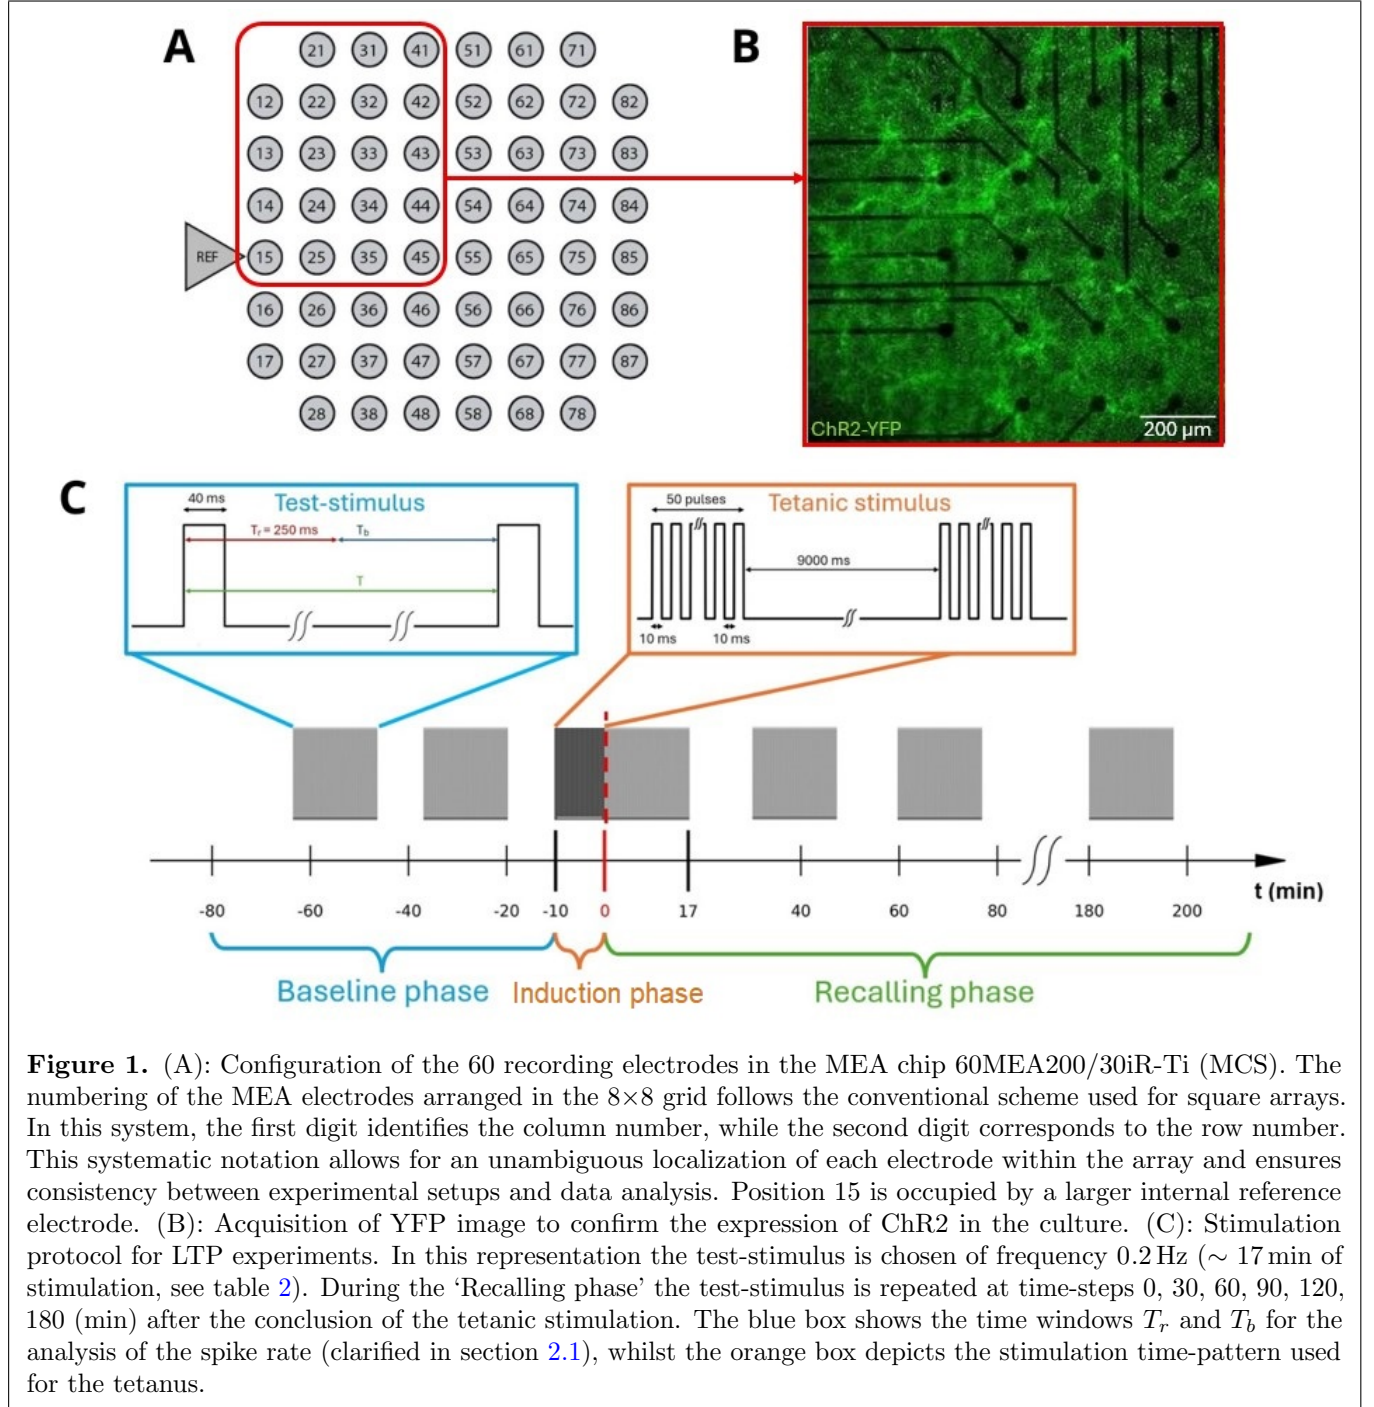 A
B
21 31 41 51 61 71
12 22 32 42 52 62 72 82
13 23 33 43 53 63 73 83
14 24 34 44 54 64 74 84
REF 15 25 35 45 55 65 75 85
16 26 36 46 56 66 76 86
17 27 37 47 57 67 77 87
28 38 48 58 68 78
ChR2-YFP
200 µm
C
40 ms
Test-stimulus
Tr = 250 ms
Tb
T
50 pulses
Tetanic stimulus
9000 ms
10 ms
10 ms
t (min)
-80 -60 -40 -20 -10 0 17 40 60 80 180 200
Baseline phase
Induction phase
Recalling phase
Figure 1. (A): Configuration of the 60 recording electrodes in the MEA chip 60MEA200/30iR-Ti (MCS). The
numbering of the MEA electrodes arranged in the 8×8 grid follows the conventional scheme used for square arrays.
In this system, the first digit identifies the column number, while the second digit corresponds to the row number.
This systematic notation allows for an unambiguous localization of each electrode within the array and ensures
consistency between experimental setups and data analysis. Position 15 is occupied by a larger internal reference
electrode. (B): Acquisition of YFP image to confirm the expression of ChR2 in the culture. (C): Stimulation
protocol for LTP experiments. In this representation the test-stimulus is chosen of frequency 0.2 Hz (∼ 17 min of
stimulation, see table 2). During the ‘Recalling phase’ the test-stimulus is repeated at time-steps 0, 30, 60, 90, 120,
180 (min) after the conclusion of the tetanic stimulation. The blue box shows the time windows Tr and Tb for the
analysis of the spike rate (clarified in section 2.1), whilst the orange box depicts the stimulation time-pattern used
for the tetanus.